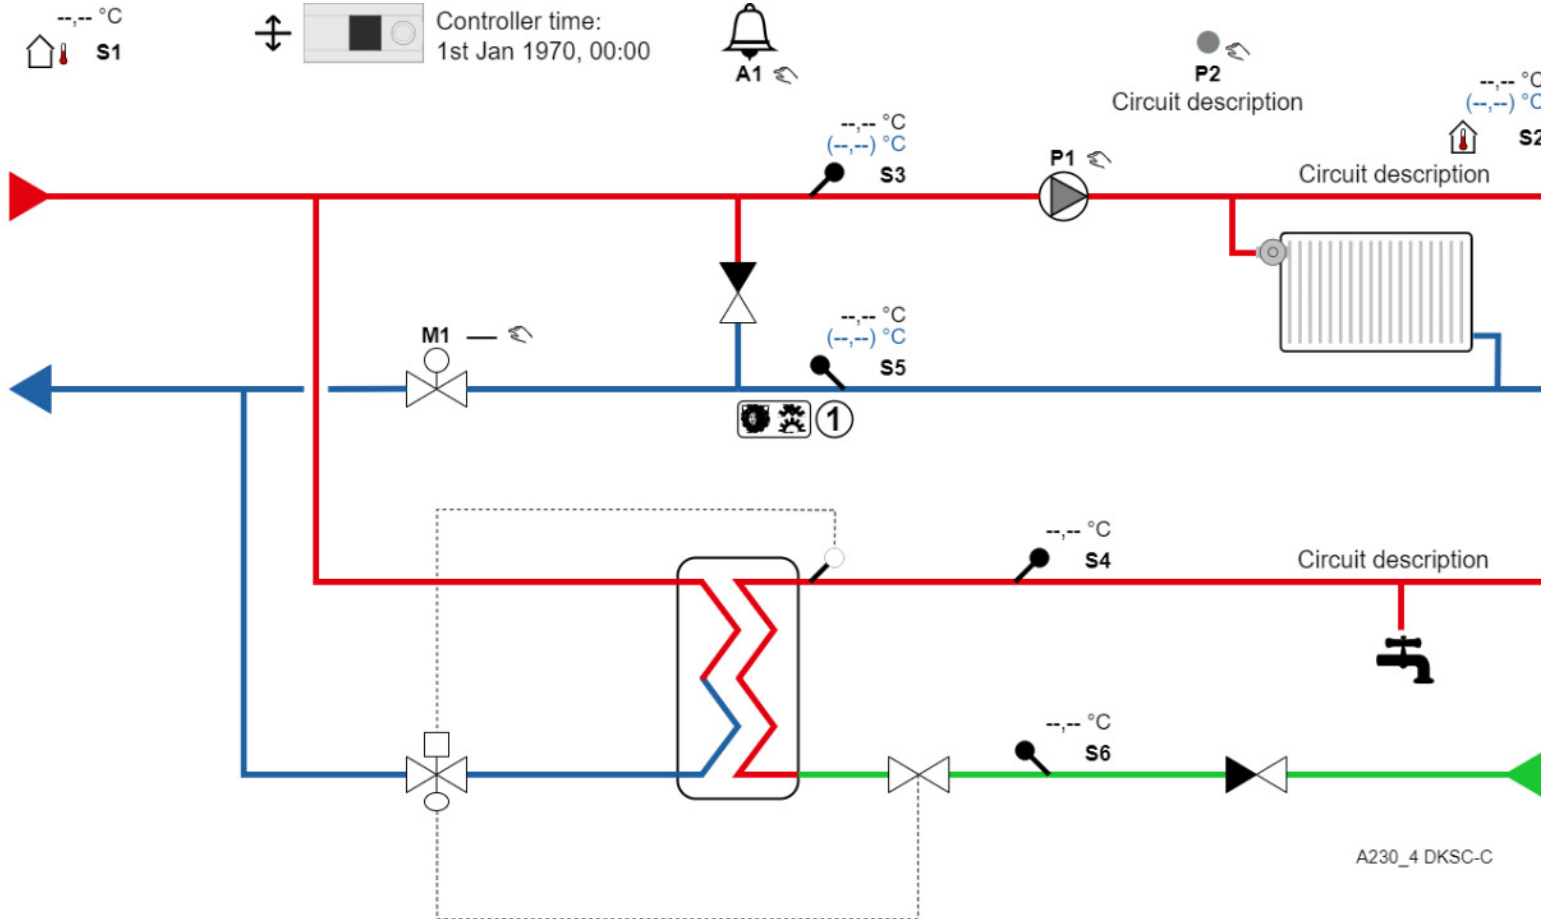 --,-- °C
S1
Controller time:
1st Jan 1970, 00:00
A1
P2
Circuit description
--,-- °C
(--,--) °C
S2
--,-- °C
(--,--) °C
S3
P1
Circuit description
M1
--,-- °C
(--,--) °C
S5
1
--,-- °C
S4
Circuit description
--,-- °C
S6
A230_4 DKSC-C